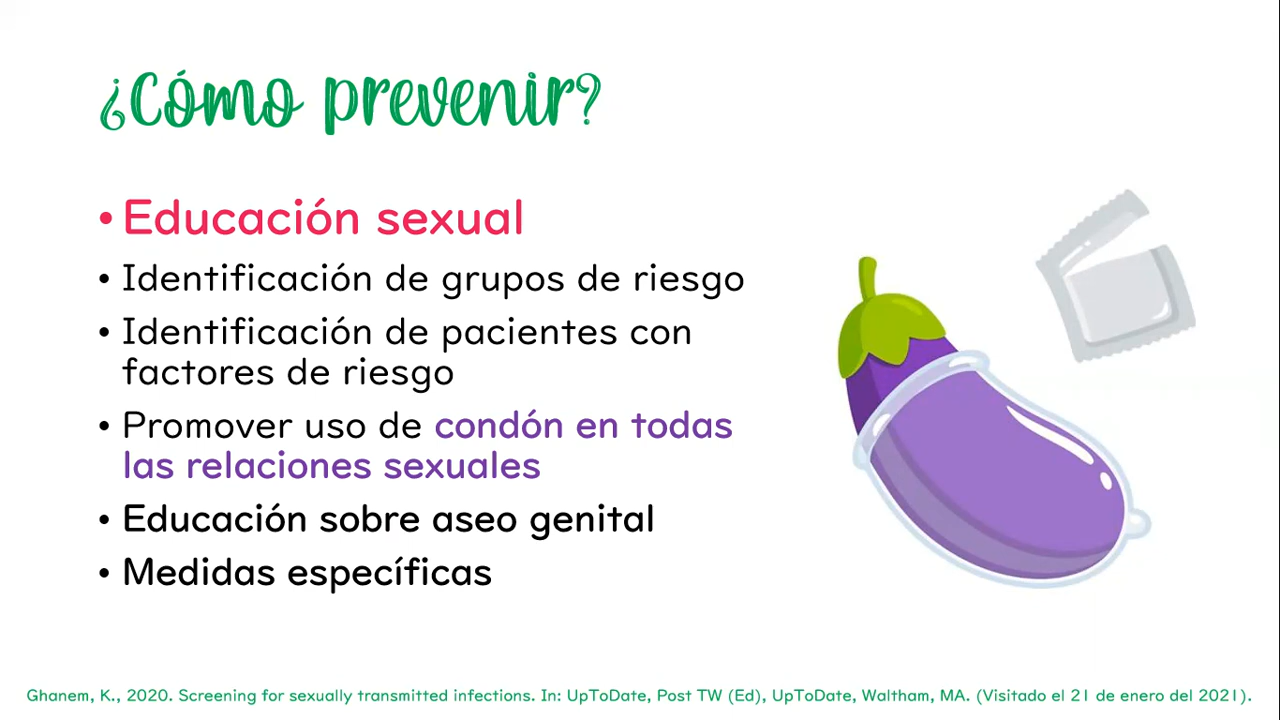 ¿Cómo prevenir?
• Educación sexual
• Identificación de grupos de riesgo
• Identificación de pacientes con
factores de riesgo
• Promover uso de condón en todas
las relaciones sexuales
• Educación sobre aseo genital
• Medidas específicas
Ghanem, K., 2020. Screening for sexually transmitted infections. In: UpToDate, Post TW (Ed), UpToDate, Waltham, MA. (Visitado el 21 de enero del 2021).